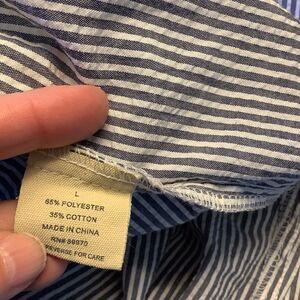 L
65% POLYESTER
35% COTTON
MADE IN CHINA
RN# 99970
REVERSE FOR CARE